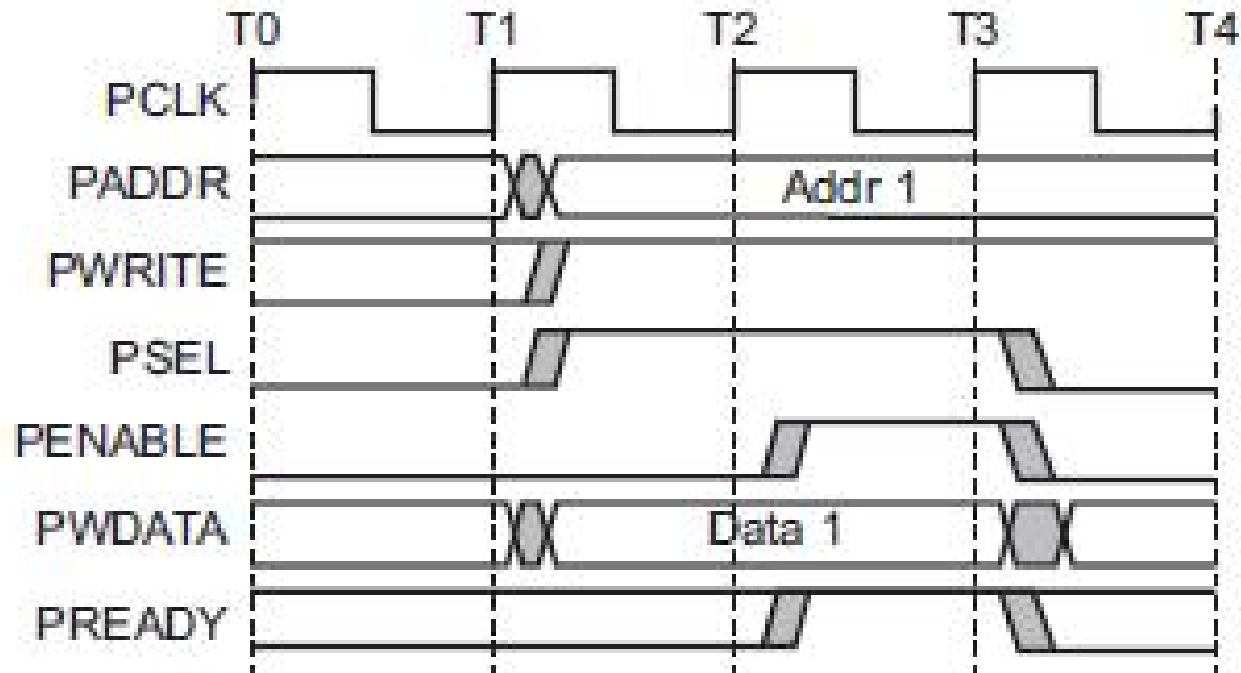 T0 T1 T2 T3 T4
PCLK
PADDR Addr 1
PWRITE
PSEL
PENABLE
PWDATA Data 1
PREADY